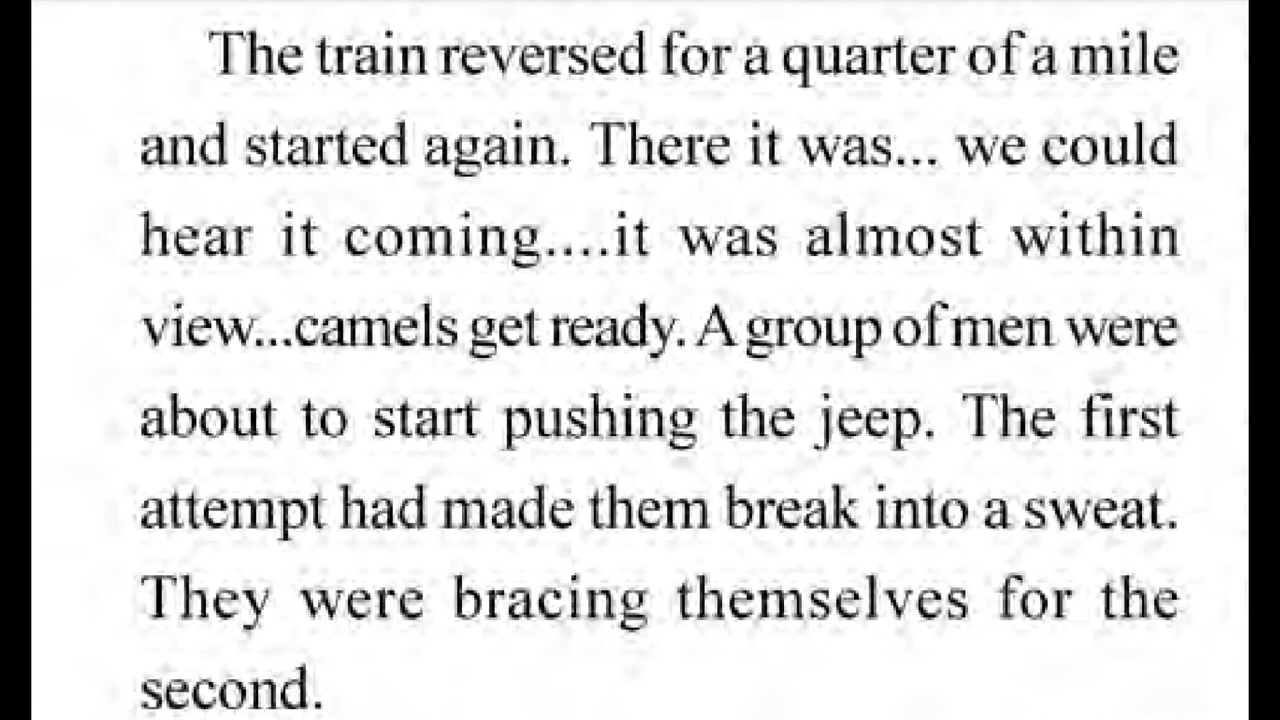 The train reversed for a quarter of a mile
and started again. There it was... we could
hear it coming....it was almost within
view...camels get ready. A group of men were
about to start pushing the jeep. The first
attempt had made them break into a sweat.
They were bracing themselves for the
second.